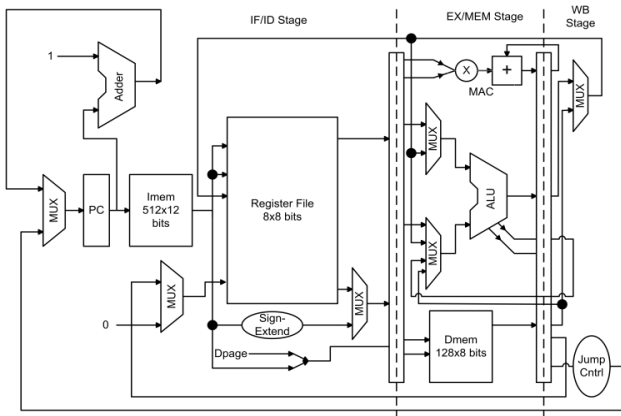 IF/ID Stage
EX/MEM Stage
WB
Stage
1
Adder
X
+
MAC
MUX
MUX
MUX
PC
Imem
512x12
bits
Register File
8x8 bits
ALU
MUX
MUX
MUX
0
Sign-
Extend
Dpage
Dmem
128x8 bits
Jump
Cntrl